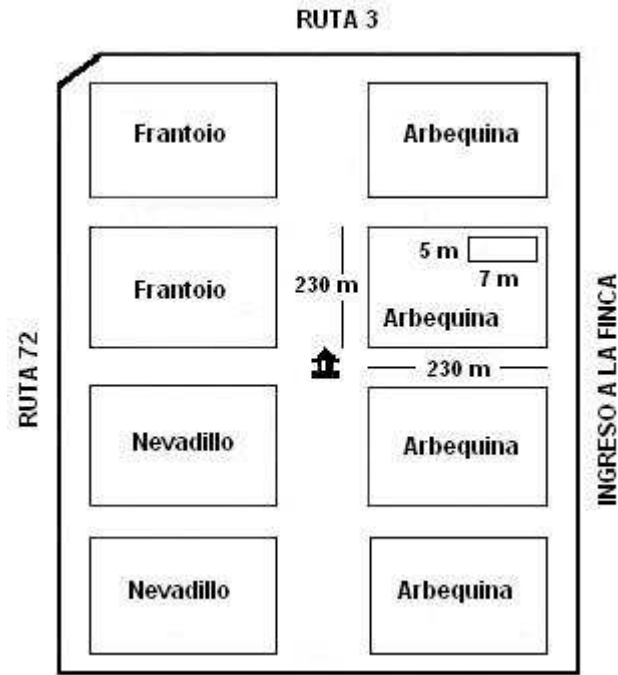 RUTA 3
Frantoio
Arbequina
Frantoio
230 m
5 m
7 m
Arbequina
230 m
RUTA 72
INGRESO A LA FINCA
Nevadillo
Arbequina
Nevadillo
Arbequina